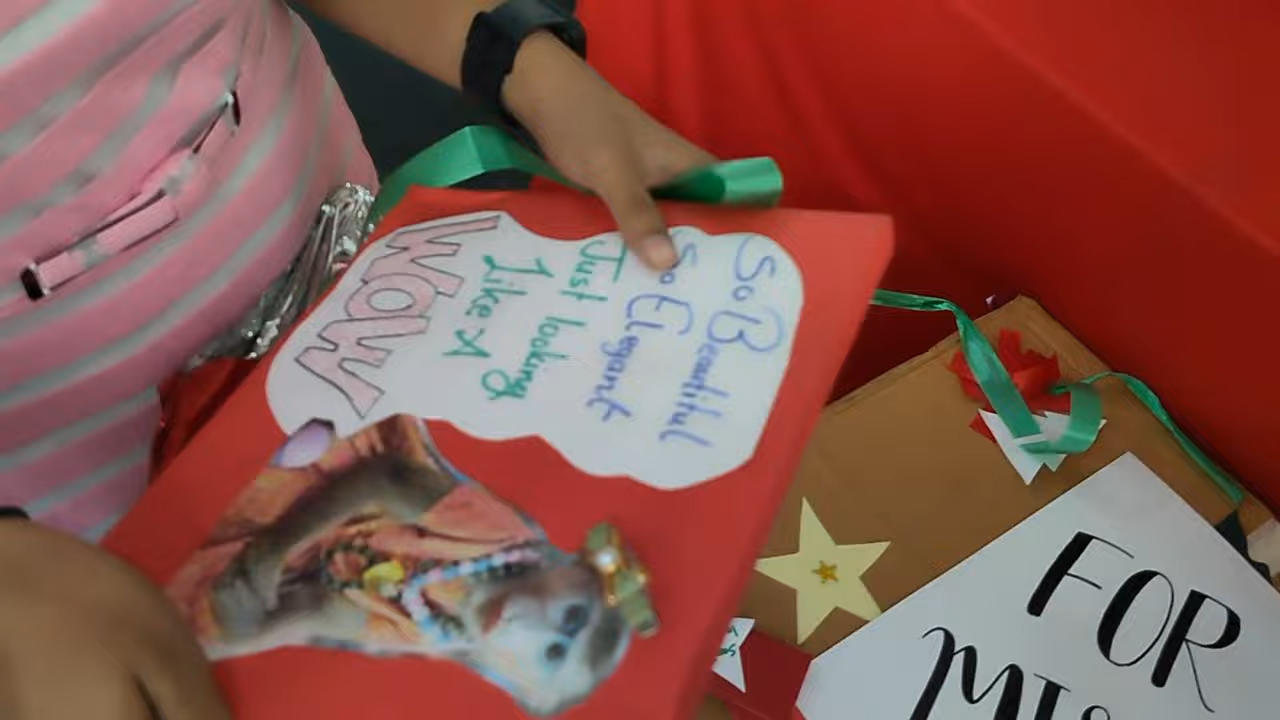 So Beautiful
So Elegant
Just looking
Like A
WOW
FOR